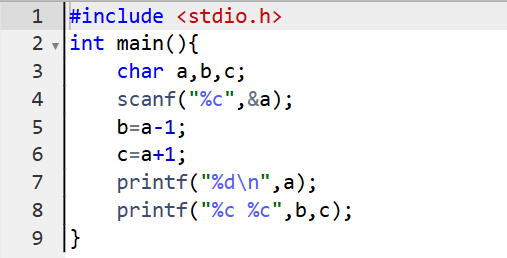 1 #include <stdio.h>
2 int main(){
3     char a,b,c;
4     scanf("%c",&a);
5     b=a-1;
6     c=a+1;
7     printf("%d\n",a);
8     printf("%c %c",b,c);
9 }